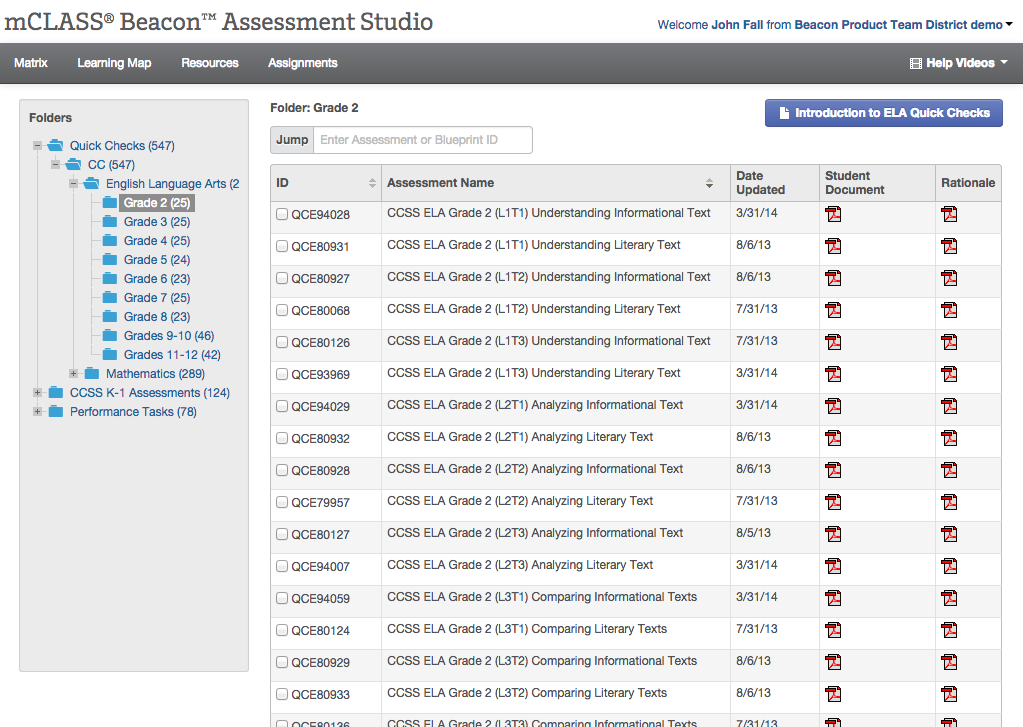 mCLASS® Beacon™ Assessment Studio
Welcome John Fall from Beacon Product Team District demo
Matrix Learning Map Resources Assignments Help Videos
Folders
Quick Checks (547)
CC (547)
English Language Arts (2
Grade 2 (25)
Grade 3 (25)
Grade 4 (25)
Grade 5 (24)
Grade 6 (23)
Grade 7 (25)
Grade 8 (23)
Grades 9-10 (46)
Grades 11-12 (42)
Mathematics (289)
CCSS K-1 Assessments (124)
Performance Tasks (78)
Folder: Grade 2
Introduction to ELA Quick Checks
Jump Enter Assessment or Blueprint ID
ID Assessment Name Date Updated Student Document Rationale
QCE94028 CCSS ELA Grade 2 (L1T1) Understanding Informational Text 3/31/14
QCE80931 CCSS ELA Grade 2 (L1T1) Understanding Literary Text 8/6/13
QCE80927 CCSS ELA Grade 2 (L1T2) Understanding Informational Text 8/6/13
QCE80068 CCSS ELA Grade 2 (L1T2) Understanding Literary Text 7/31/13
QCE80126 CCSS ELA Grade 2 (L1T3) Understanding Informational Text 7/31/13
QCE93969 CCSS ELA Grade 2 (L1T3) Understanding Literary Text 3/31/14
QCE94029 CCSS ELA Grade 2 (L2T1) Analyzing Informational Text 3/31/14
QCE80932 CCSS ELA Grade 2 (L2T1) Analyzing Literary Text 8/6/13
QCE80928 CCSS ELA Grade 2 (L2T2) Analyzing Informational Text 8/6/13
QCE79957 CCSS ELA Grade 2 (L2T2) Analyzing Literary Text 7/31/13
QCE80127 CCSS ELA Grade 2 (L2T3) Analyzing Informational Text 8/5/13
QCE94007 CCSS ELA Grade 2 (L2T3) Analyzing Literary Text 3/31/14
QCE94059 CCSS ELA Grade 2 (L3T1) Comparing Informational Texts 3/31/14
QCE80124 CCSS ELA Grade 2 (L3T1) Comparing Literary Texts 7/31/13
QCE80929 CCSS ELA Grade 2 (L3T2) Comparing Informational Texts 8/6/13
QCE80933 CCSS ELA Grade 2 (L3T2) Comparing Literary Texts 8/6/13
QCE80136 CCSS ELA Grade 2 (L3T3) Comparing Informational Texts